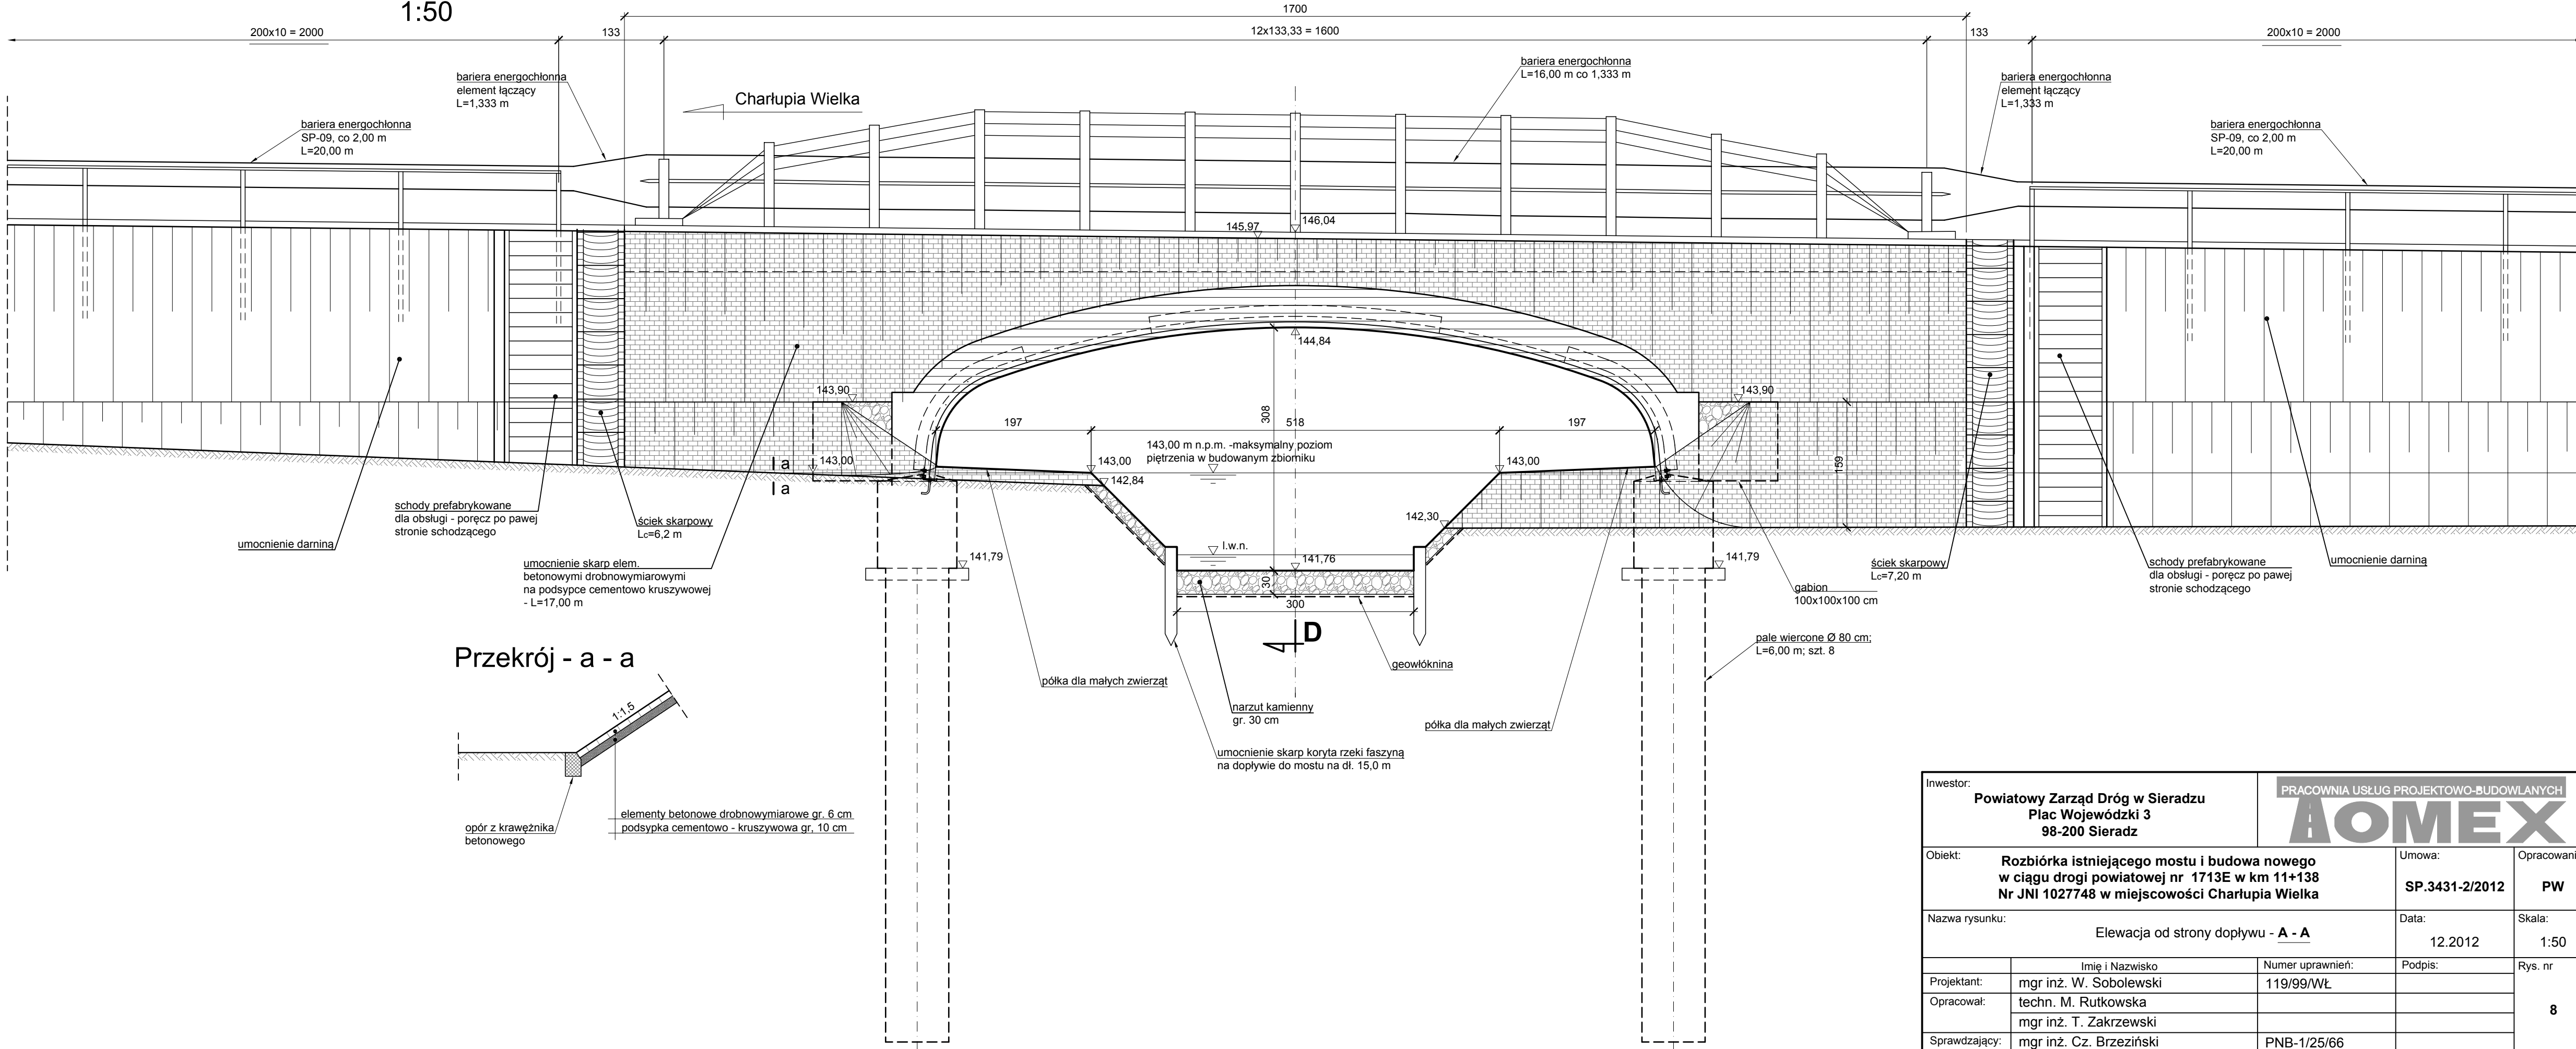 1:50
1700
200x10 = 2000
133
12x133,33 = 1600
133
200x10 = 2000
bariera energochłonna
element łączący
L=1,333 m
bariera energochłonna
SP-09, co 2,00 m
L=20,00 m
Charłupia Wielka
bariera energochłonna
L=16,00 m co 1,333 m
bariera energochłonna
element łączący
L=1,333 m
bariera energochłonna
SP-09, co 2,00 m
L=20,00 m
145,97
146,04
144,84
143,90
143,90
197
308
518
197
143,00 m n.p.m. -maksymalny poziom
piętrzenia w budowanym zbiorniku
a
a
143,00
143,00
142,84
143,00
159
142,30
l.w.n.
141,79
141,76
141,79
30
300
D
schody prefabrykowane
dla obsługi - poręcz po pawej
stronie schodzącego
umocnienie darniną
ściek skarpowy
Lc=6,2 m
umocnienie skarp elem.
betonowymi drobnowymiarowymi
na podsypce cementowo kruszywowej
- L=17,00 m
ściek skarpowy
Lc=7,20 m
gabion
100x100x100 cm
schody prefabrykowane
dla obsługi - poręcz po pawej
stronie schodzącego
umocnienie darniną
pale wiercone Ø 80 cm;
L=6,00 m; szt. 8
geowłóknina
półka dla małych zwierząt
narzut kamienny
gr. 30 cm
półka dla małych zwierząt
umocnienie skarp koryta rzeki faszyną
na dopływie do mostu na dł. 15,0 m
Przekrój - a - a
1:1,5
opór z krawężnika
betonowego
elementy betonowe drobnowymiarowe gr. 6 cm
podsypka cementowo - kruszywowa gr, 10 cm
Inwestor:
Powiatowy Zarząd Dróg w Sieradzu
Plac Wojewódzki 3
98-200 Sieradz
PRACOWNIA USŁUG PROJEKTOWO-BUDOWLANYCH
OMEX
Obiekt:
Rozbiórka istniejącego mostu i budowa nowego
w ciągu drogi powiatowej nr 1713E w km 11+138
Nr JNI 1027748 w miejscowości Charłupia Wielka
Umowa:
SP.3431-2/2012
Opracowani
PW
Nazwa rysunku:
Elewacja od strony dopływu - A - A
Data:
12.2012
Skala:
1:50
Imię i Nazwisko
Numer uprawnień:
Podpis:
Rys. nr
8
Projektant:
mgr inż. W. Sobolewski
119/99/WŁ
Opracował:
techn. M. Rutkowska
mgr inż. T. Zakrzewski
Sprawdzający:
mgr inż. Cz. Brzeziński
PNB-1/25/66